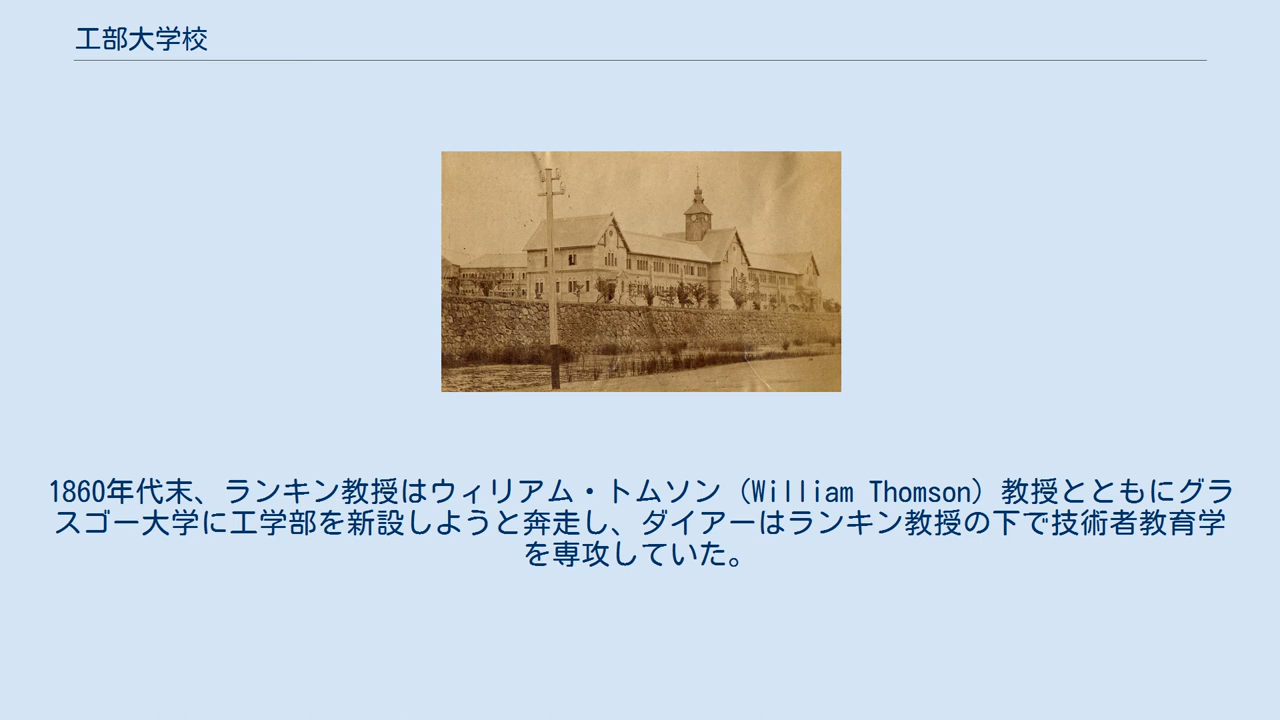 工部大学校
1860年代末、ランキン教授はウィリアム・トムソン（William Thomson）教授とともにグラ
スゴー大学に工学部を新設しようと奔走し、ダイアーはランキン教授の下で技術者教育学
を専攻していた。